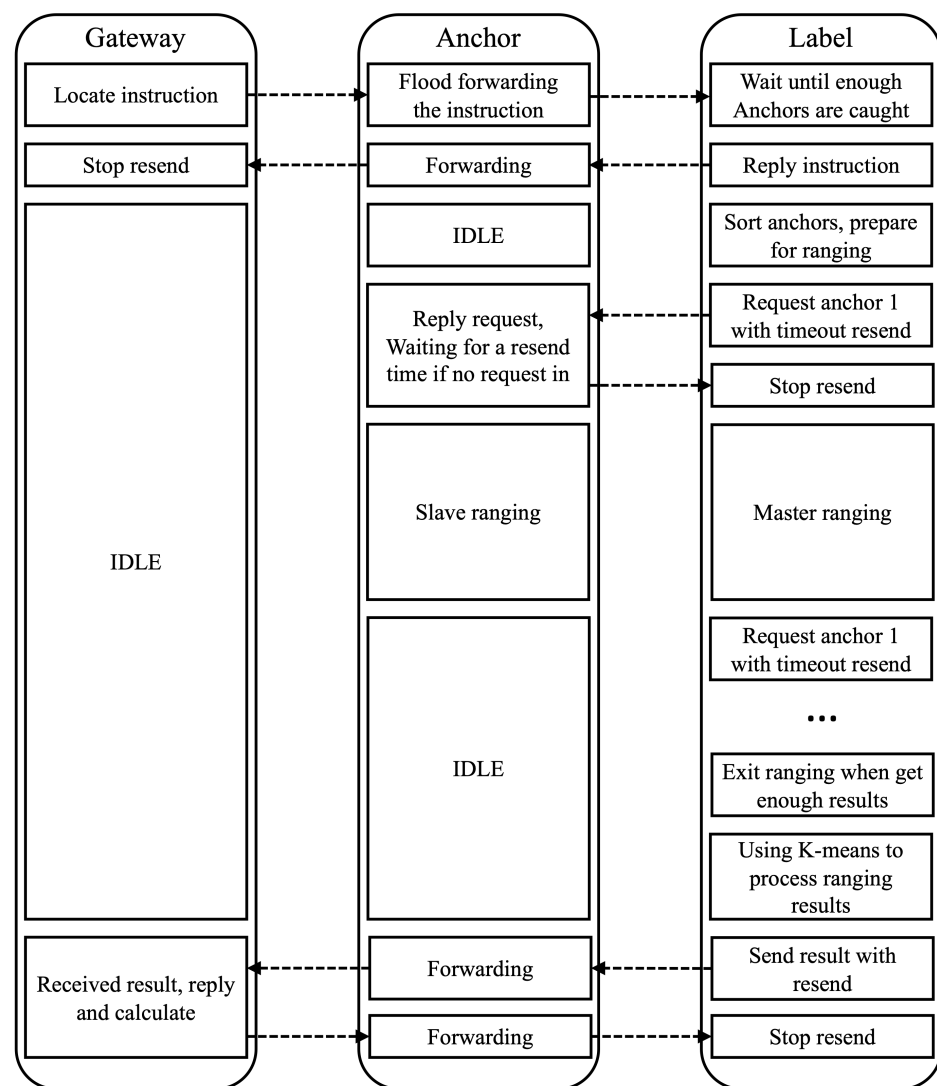 Gateway
Anchor
Label
Locate instruction
Flood forwarding
the instruction
Wait until enough
Anchors are caught
Stop resend
Forwarding
Reply instruction
IDLE
IDLE
Sort anchors, prepare
for ranging
Reply request,
Waiting for a resend
time if no request in
Request anchor 1
with timeout resend
Stop resend
Slave ranging
Master ranging
IDLE
Request anchor 1
with timeout resend
...
Exit ranging when get
enough results
Using K-means to
process ranging
results
Received result, reply
and calculate
Forwarding
Send result with
resend
Forwarding
Stop resend